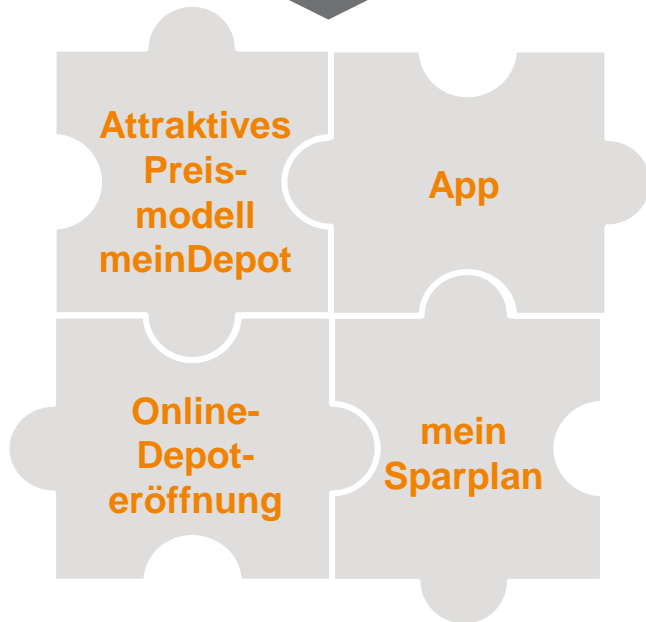 Attraktives
Preis-
modell
meinDepot
App
Online-
Depot-
eröffnung
mein
Sparplan